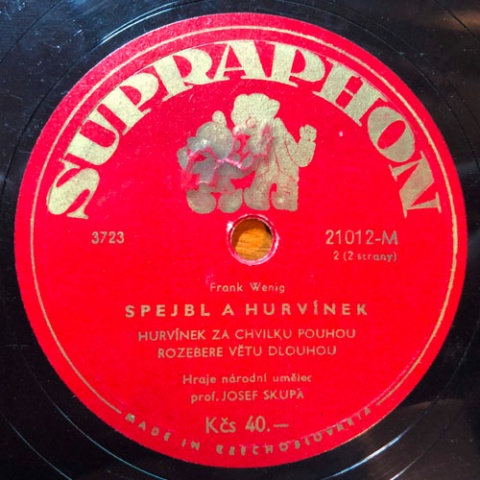 SUPRAPHON
3723
21012-M
2 (2 strany)
Frank Wenig
SPEJBL A HURVÍNEK
HURVÍNEK ZA CHVILKU POUHOU
ROZEBERE VĚTU DLOUHOU
Hraje národní umělec
prof. JOSEF SKUPA
Kčs 40.—
MADE IN CZECHOSLOVAKIA